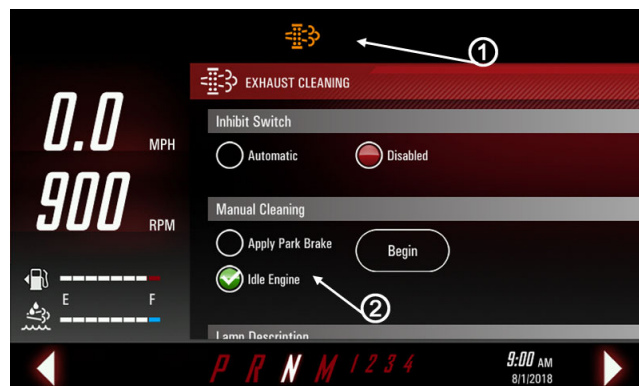 1
EXHAUST CLEANING
Inhibit Switch
Automatic Disabled
0.0 MPH
Manual Cleaning
900 RPM
Apply Park Brake Begin
Idle Engine
2
E F
Lamp Description
P R N M 1 2 3 4
9:00 AM
8/1/2018